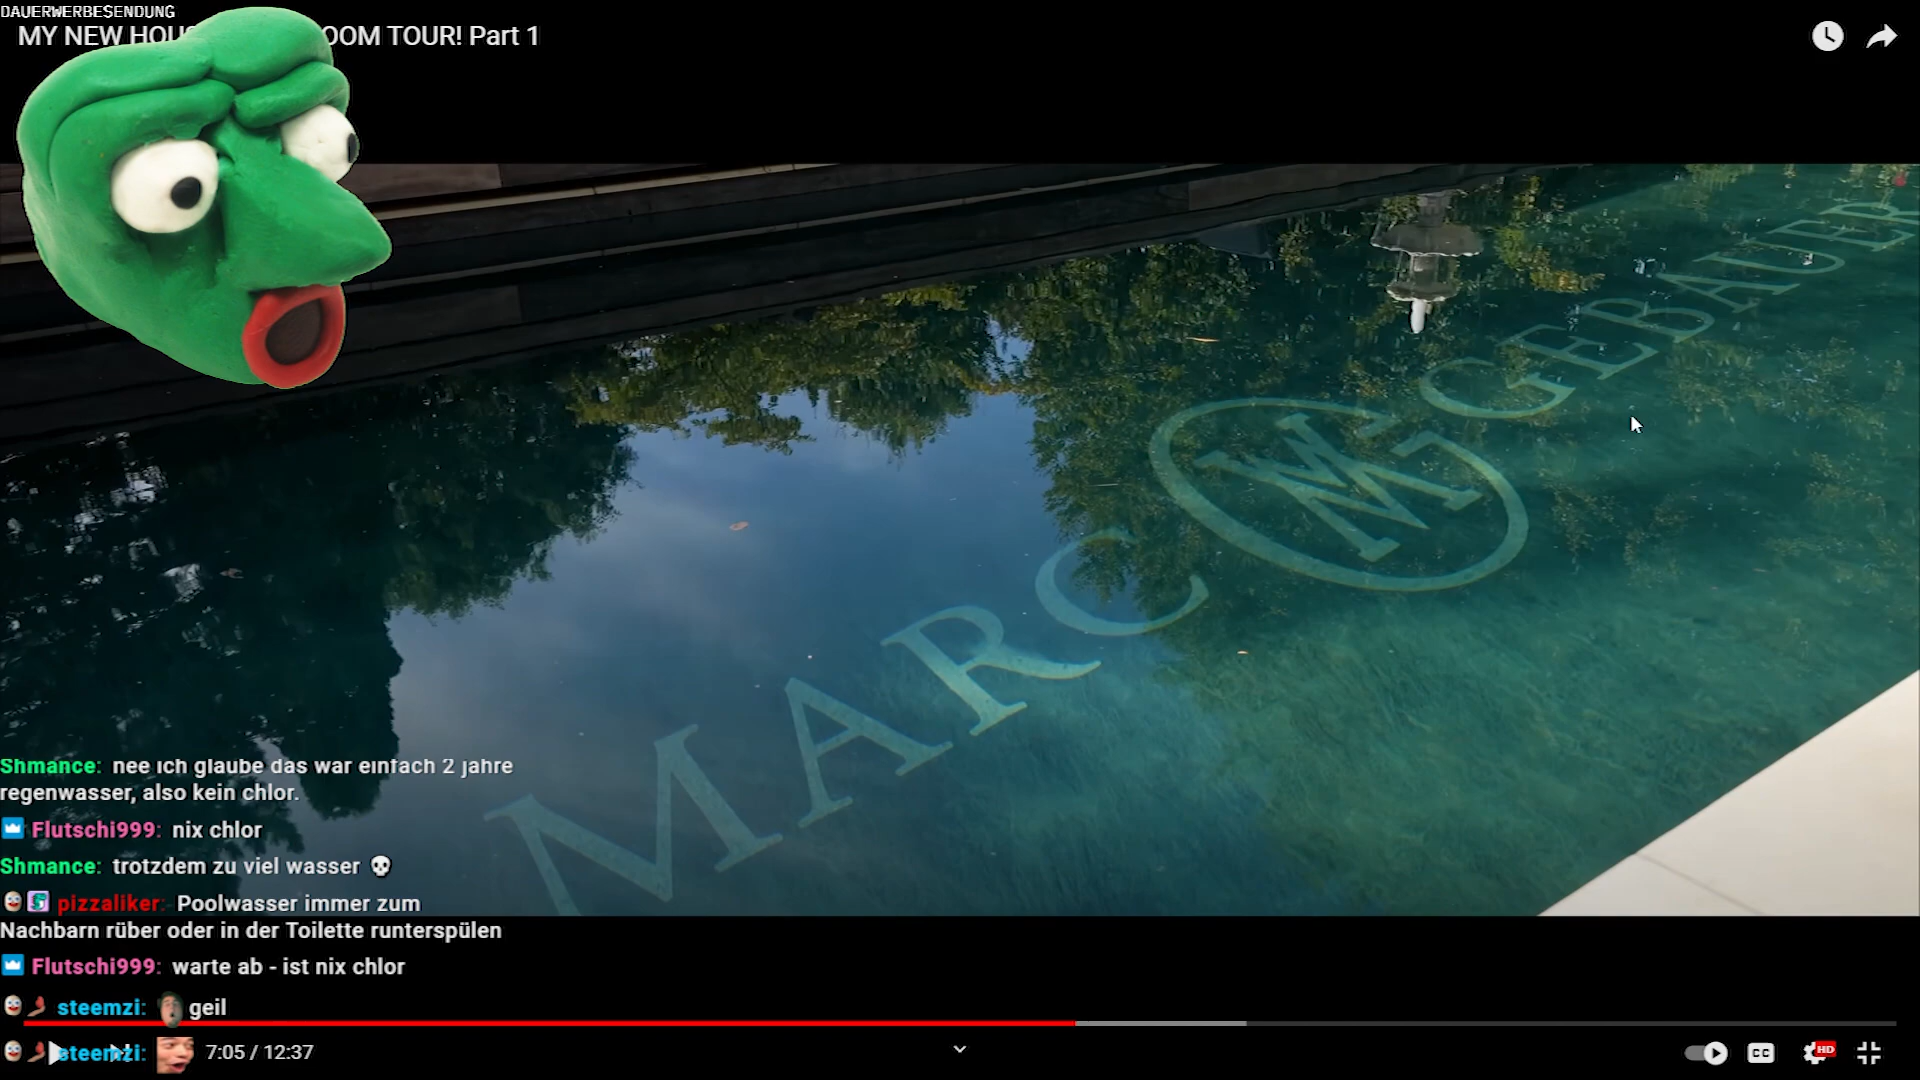 DAUERWERBESENDUNG
MY NEW HOU OOM TOUR! Part 1
MARC MG GEBAUER
Shmance: nee ich glaube das war einfach 2 jahre
regenwasser, also kein chlor.
Flutschi999: nix chlor
Shmance: trotzdem zu viel wasser 💀
pizzaliker: Poolwasser immer zum
Nachbarn rüber oder in der Toilette runterspülen
Flutschi999: warte ab - ist nix chlor
steemzi: geil
steemzi:
7:05 / 12:37
CC
HD